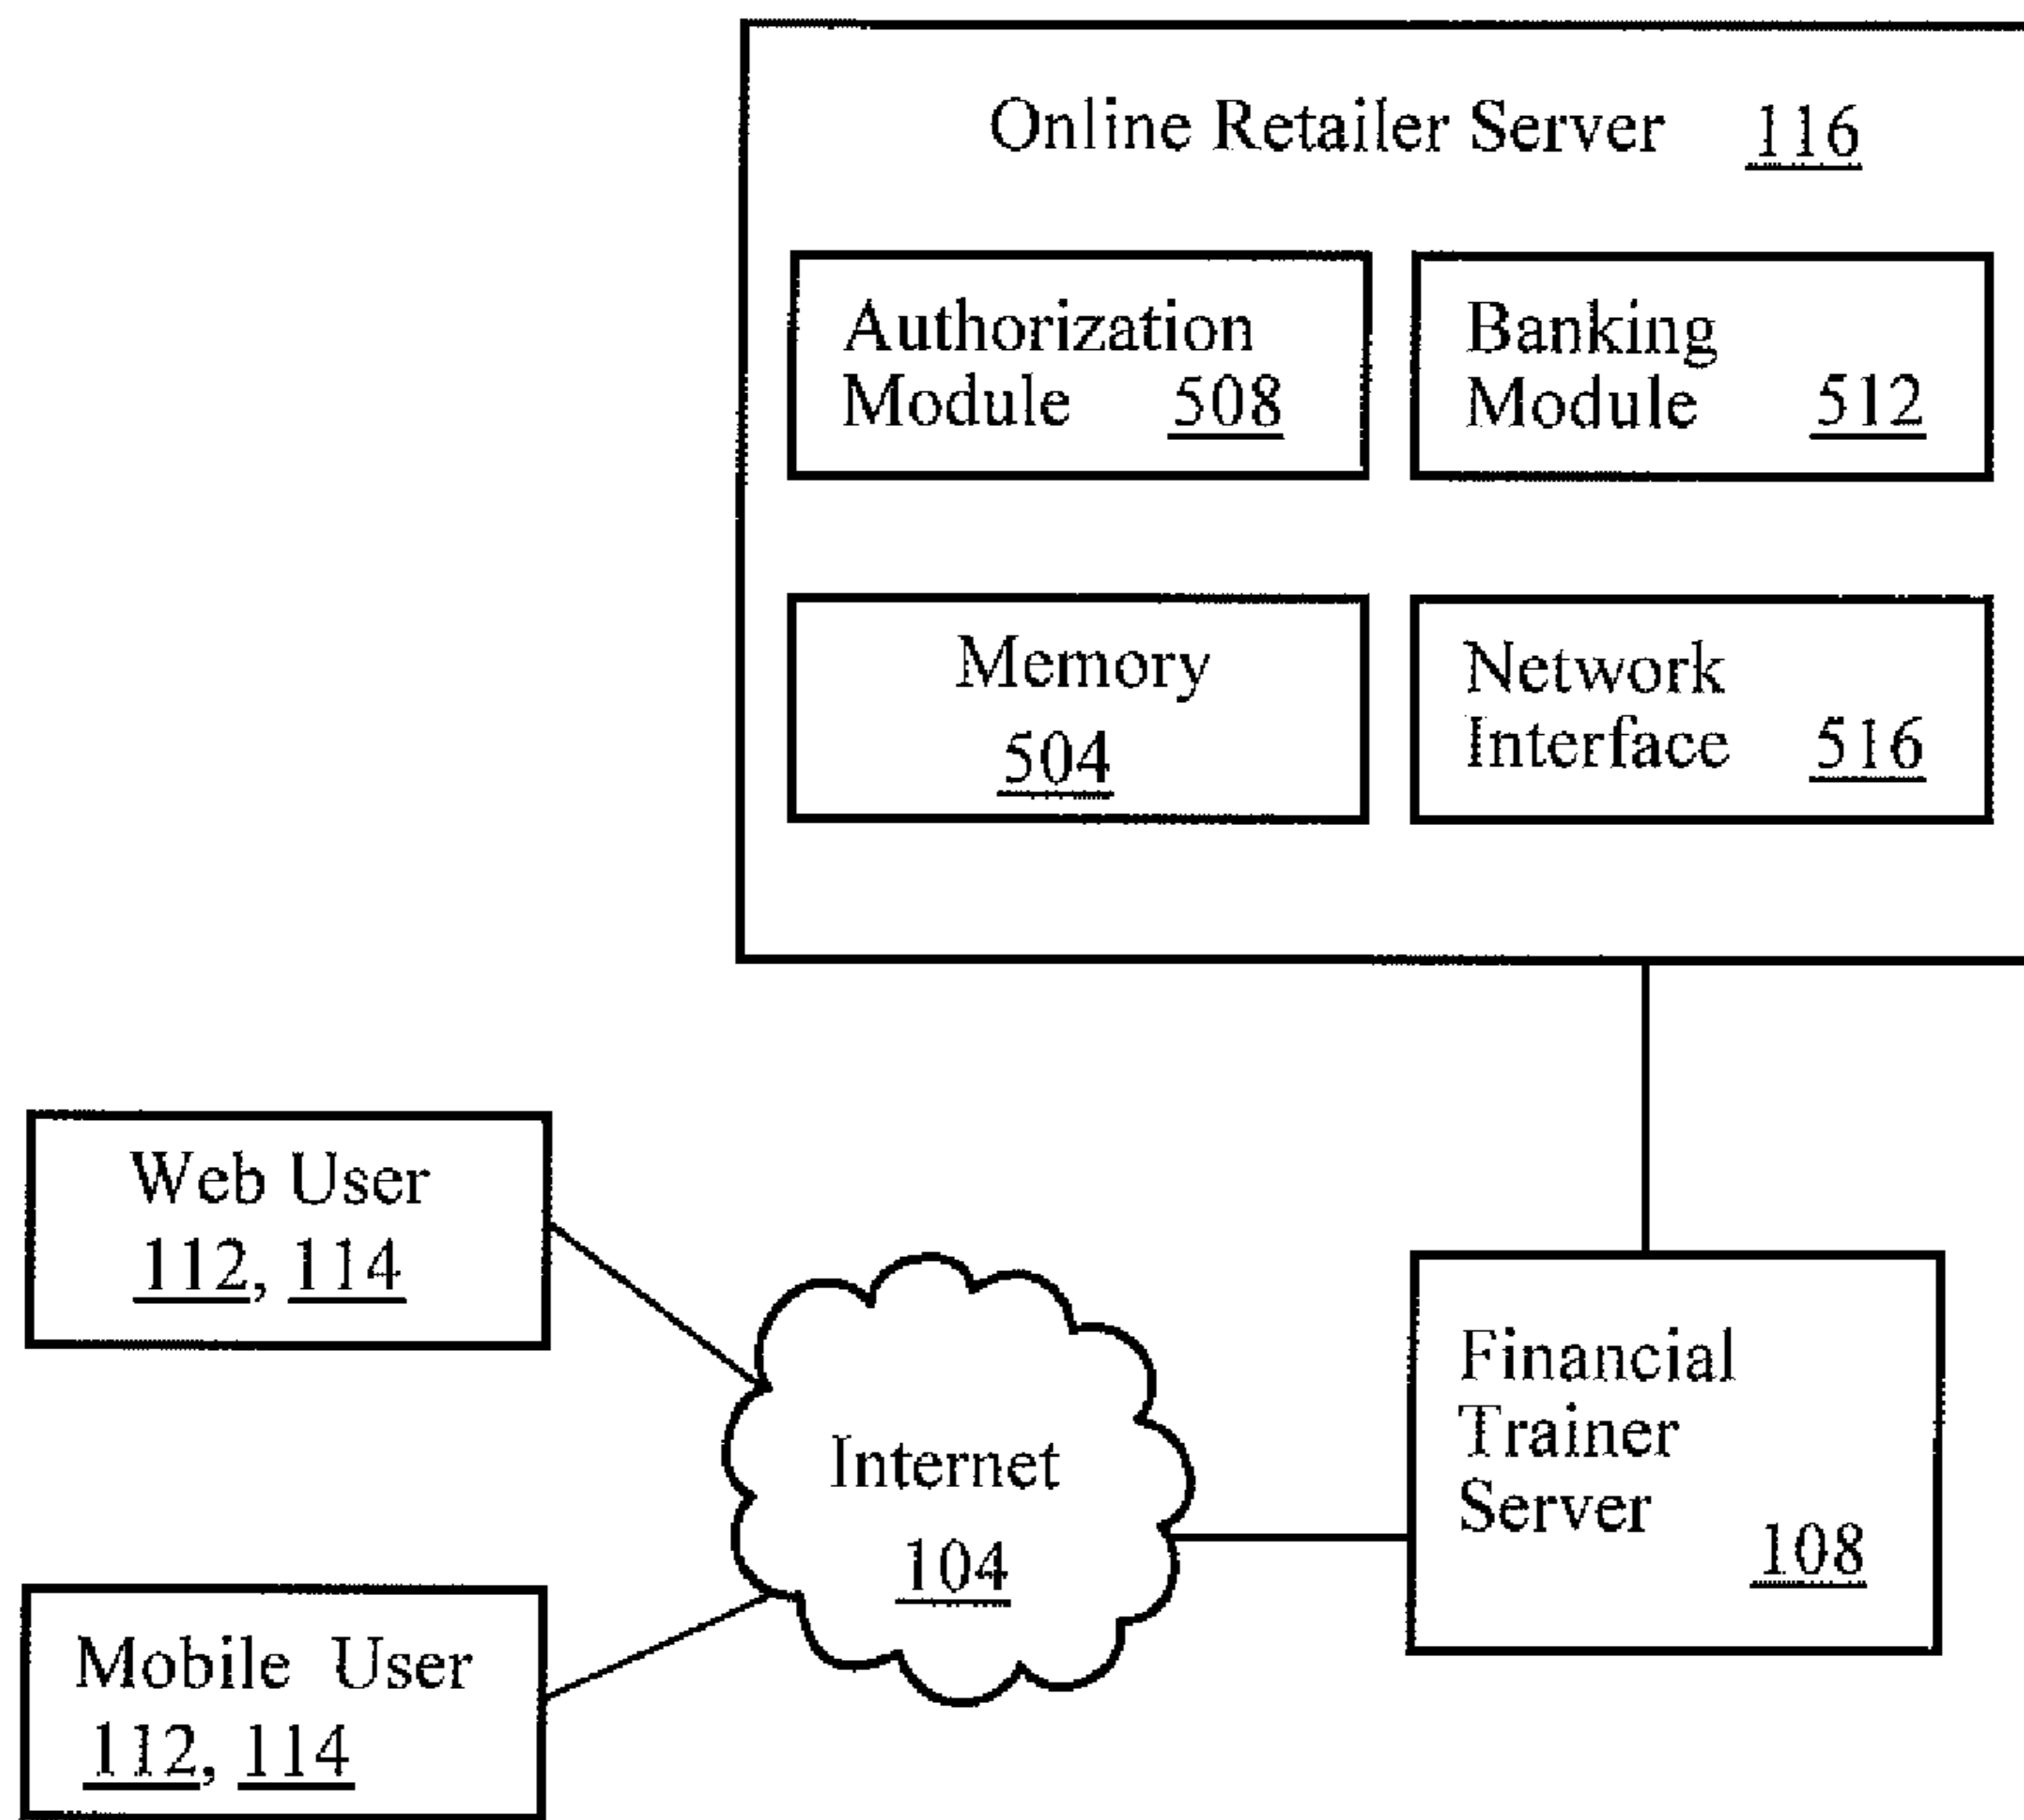 Online Retailer Server 116
Authorization
Module 508
Banking
Module 512
Memory
504
Network
Interface 516
Web User
112, 114
Internet
104
Financial
Trainer
Server
108
Mobile User
112, 114